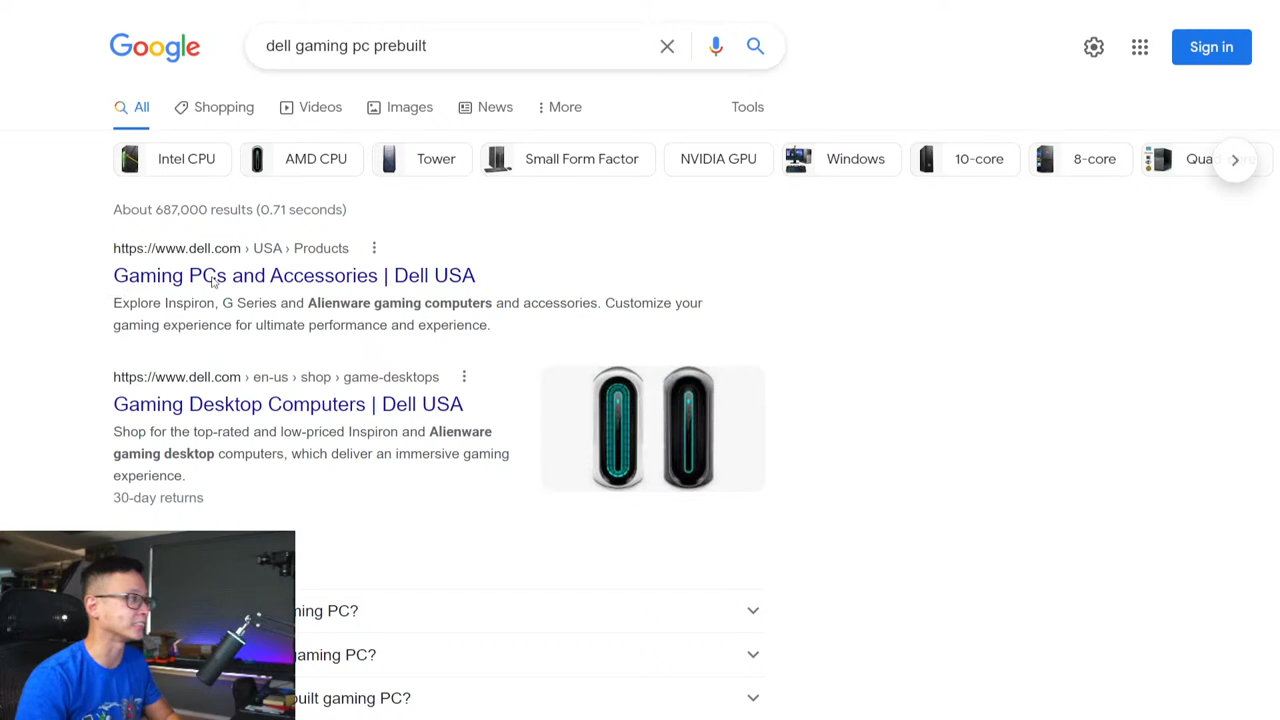 Google
dell gaming pc prebuilt
Sign in
All
Shopping
Videos
Images
News
More
Tools
Intel CPU
AMD CPU
Tower
Small Form Factor
NVIDIA GPU
Windows
10-core
8-core
About 687,000 results (0.71 seconds)
https://www.dell.com › USA › Products
Gaming PCs and Accessories | Dell USA
Explore Inspiron, G Series and Alienware gaming computers and accessories. Customize your
gaming experience for ultimate performance and experience.
https://www.dell.com › en-us › shop › game-desktops
Gaming Desktop Computers | Dell USA
Shop for the top-rated and low-priced Inspiron and Alienware
gaming desktop computers, which deliver an immersive gaming
experience.
30-day returns
PC?
gaming PC?
gaming PC?